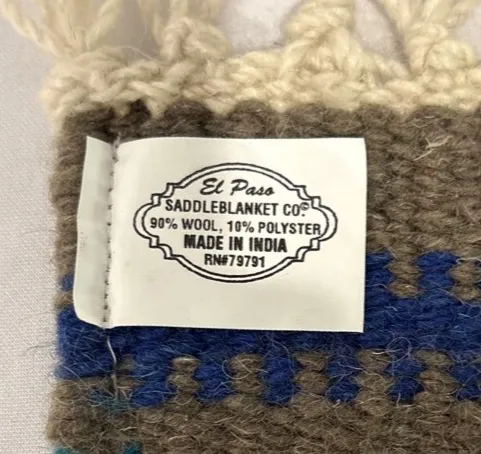 El Paso
SADDLEBLANKET CO.©
90% WOOL, 10% POLYSTER
MADE IN INDIA
RN#79791